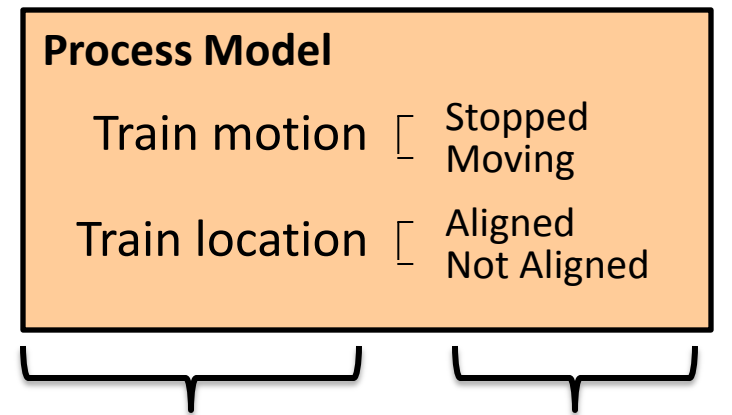 Process Model
Train motion
Stopped
Moving
Train location
Aligned
Not Aligned